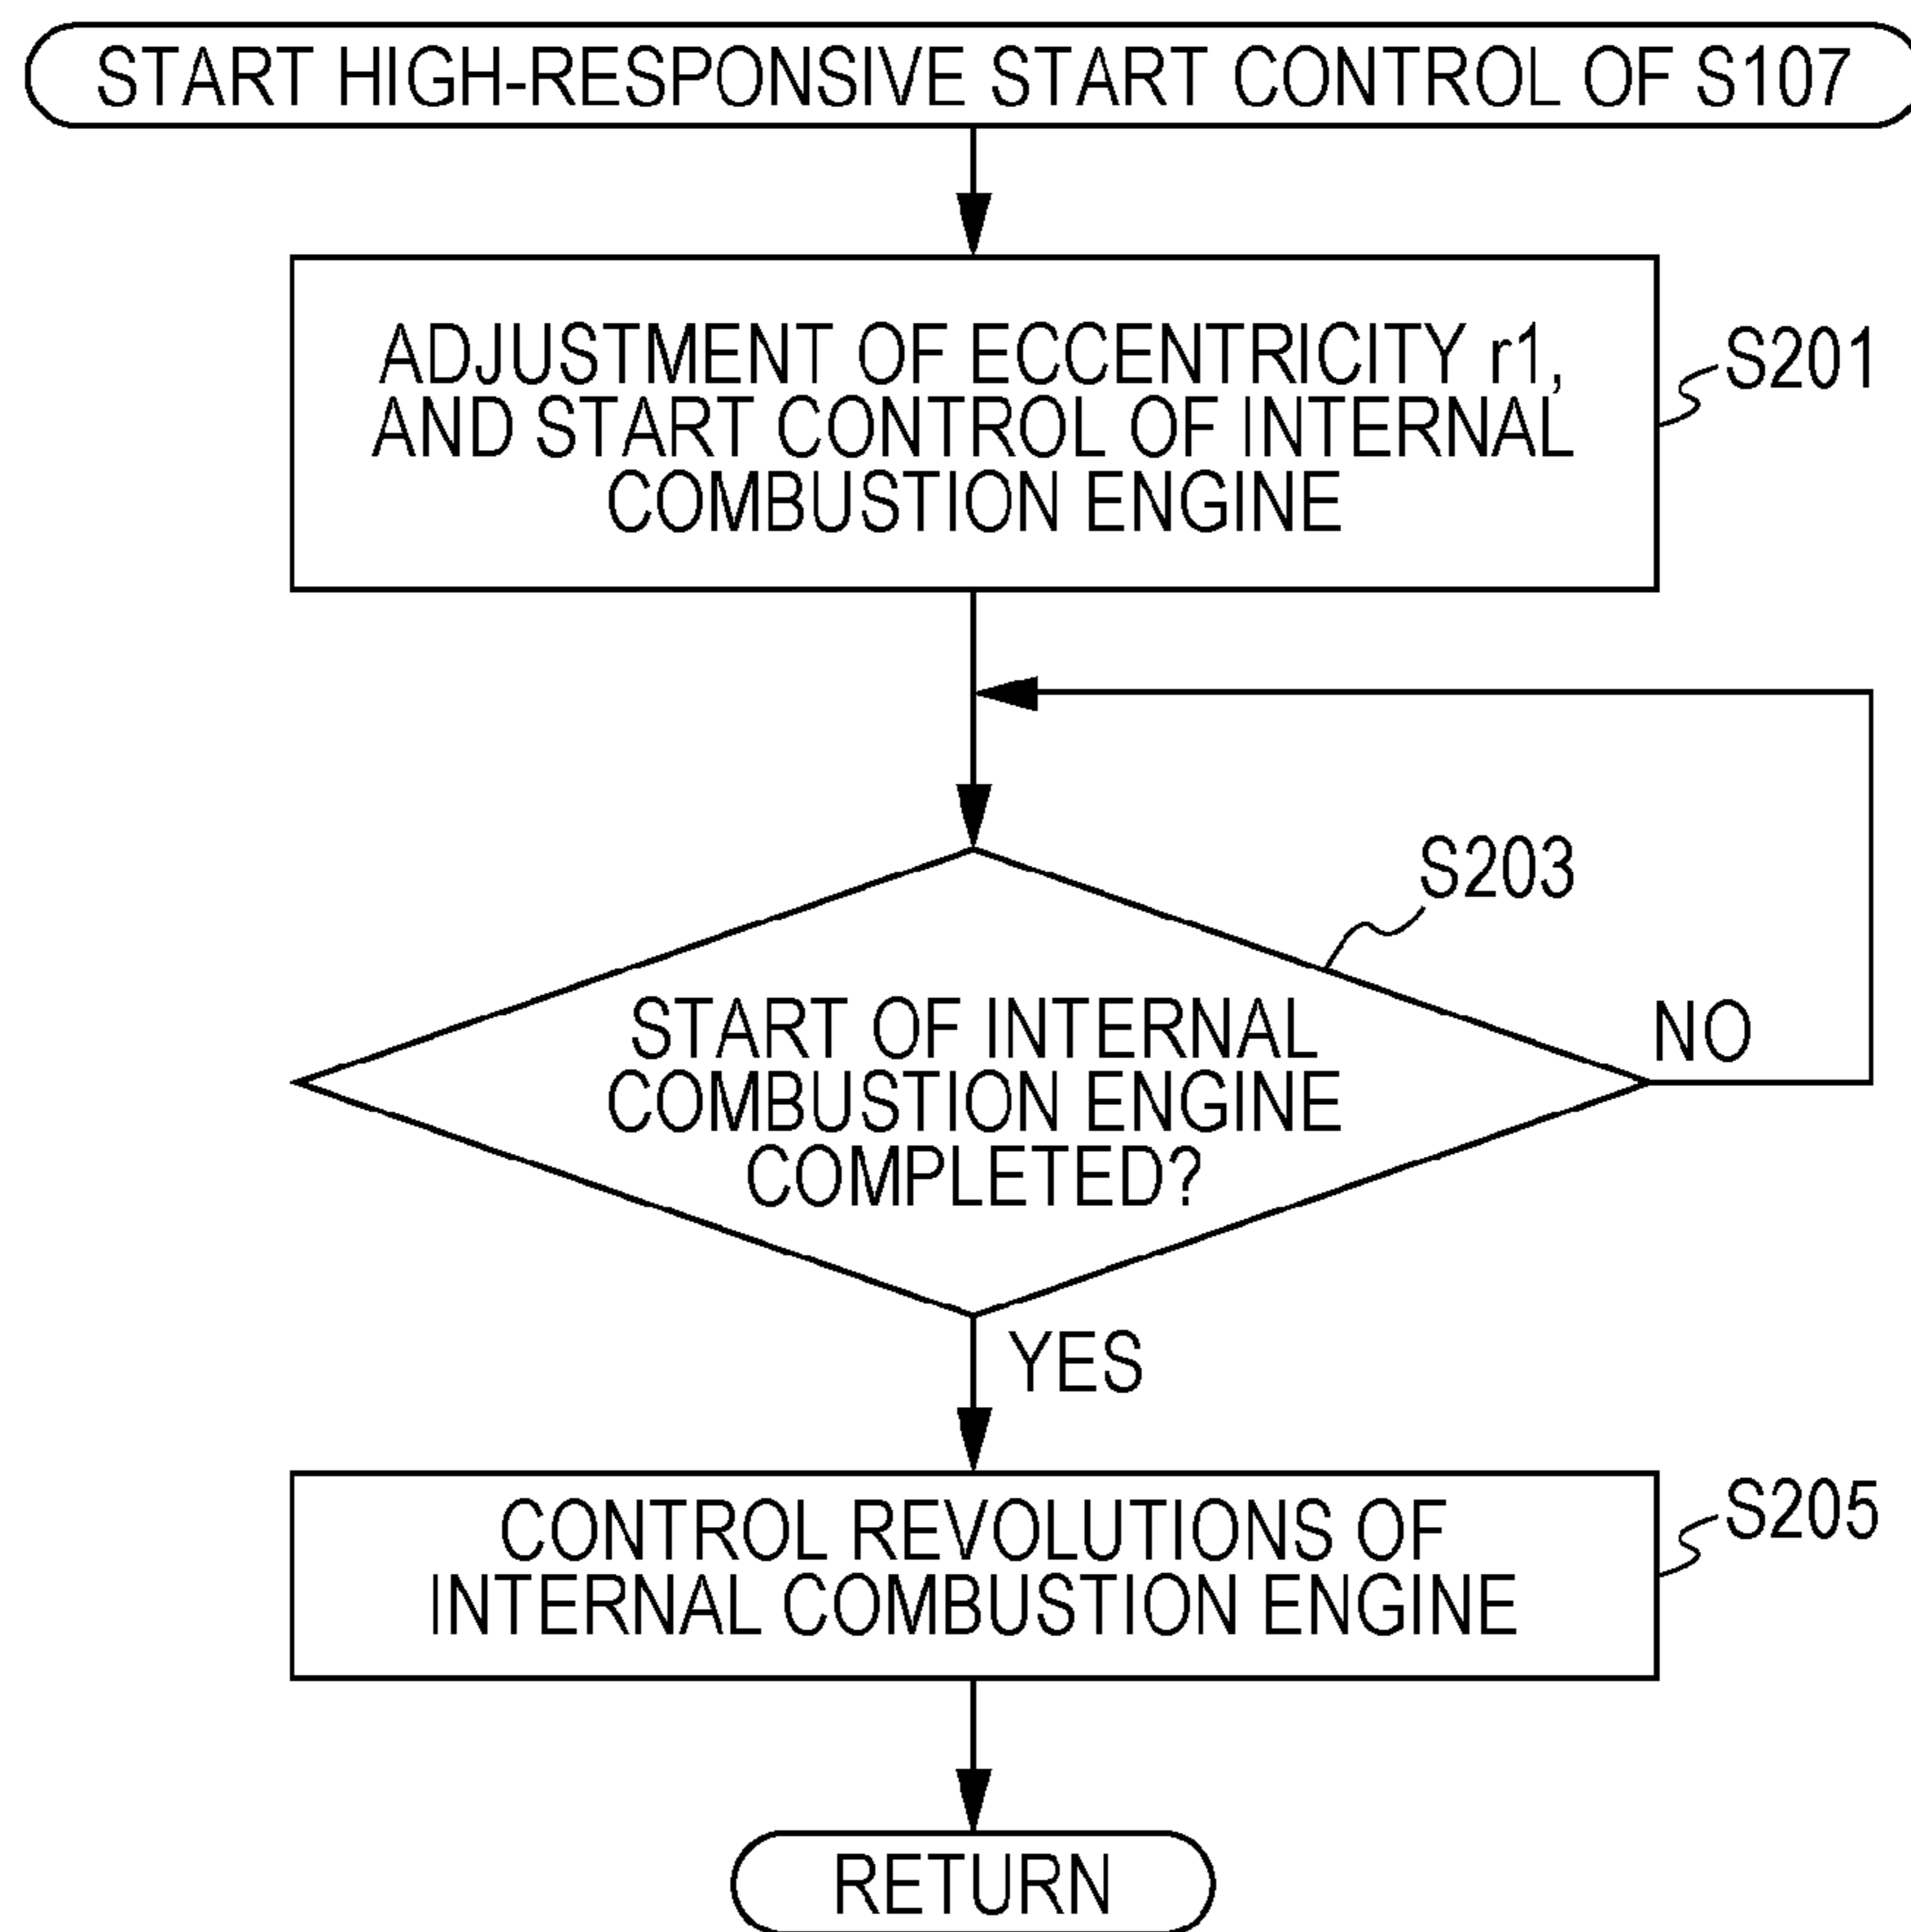 START HIGH-RESPONSIVE START CONTROL OF S107
ADJUSTMENT OF ECCENTRICITY r1,
AND START CONTROL OF INTERNAL
COMBUSTION ENGINE
S201
S203
START OF INTERNAL
COMBUSTION ENGINE
COMPLETED?
NO
YES
CONTROL REVOLUTIONS OF
INTERNAL COMBUSTION ENGINE
S205
RETURN